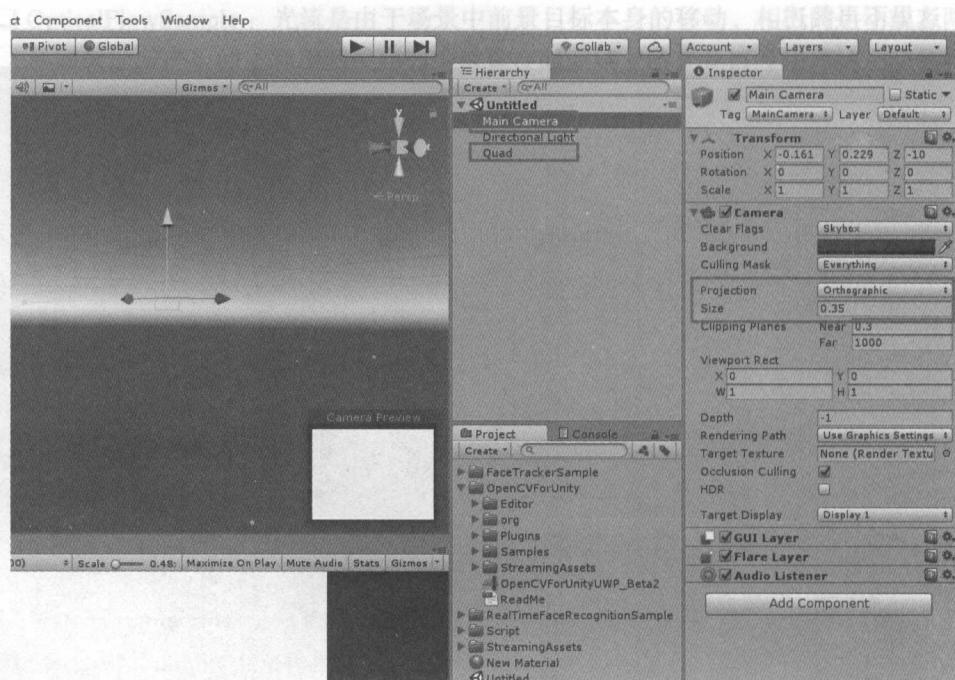 ct Component Tools Window Help
Pivot Global
Collab Account Layers Layout
Gizmos All
y
Persp
Camera Preview
00) Scale 0.48: Maximize On Play Mute Audio Stats Gizmos
Hierarchy
Create All
Untitled
Main Camera
Directional Light
Quad
Project Console
Create
FaceTrackerSample
OpenCVForUnity
Editor
org
Plugins
Samples
StreamingAssets
OpenCVForUnityUWP_Beta2
ReadMe
RealTimeFaceRecognitionSample
Script
StreamingAssets
New Material
Untitled
Inspector
Main Camera Static
Tag MainCamera Layer Default
Transform
Position X -0.161 Y 0.229 Z -10
Rotation X 0 Y 0 Z 0
Scale X 1 Y 1 Z 1
Camera
Clear Flags Skybox
Background
Culling Mask Everything
Projection Orthographic
Size 0.35
Clipping Planes Near 0.3
Far 1000
Viewport Rect
X 0 Y 0
W 1 H 1
Depth -1
Rendering Path Use Graphics Settings
Target Texture None (Render Textu
Occlusion Culling
HDR
Target Display Display 1
GUI Layer
Flare Layer
Audio Listener
Add Component